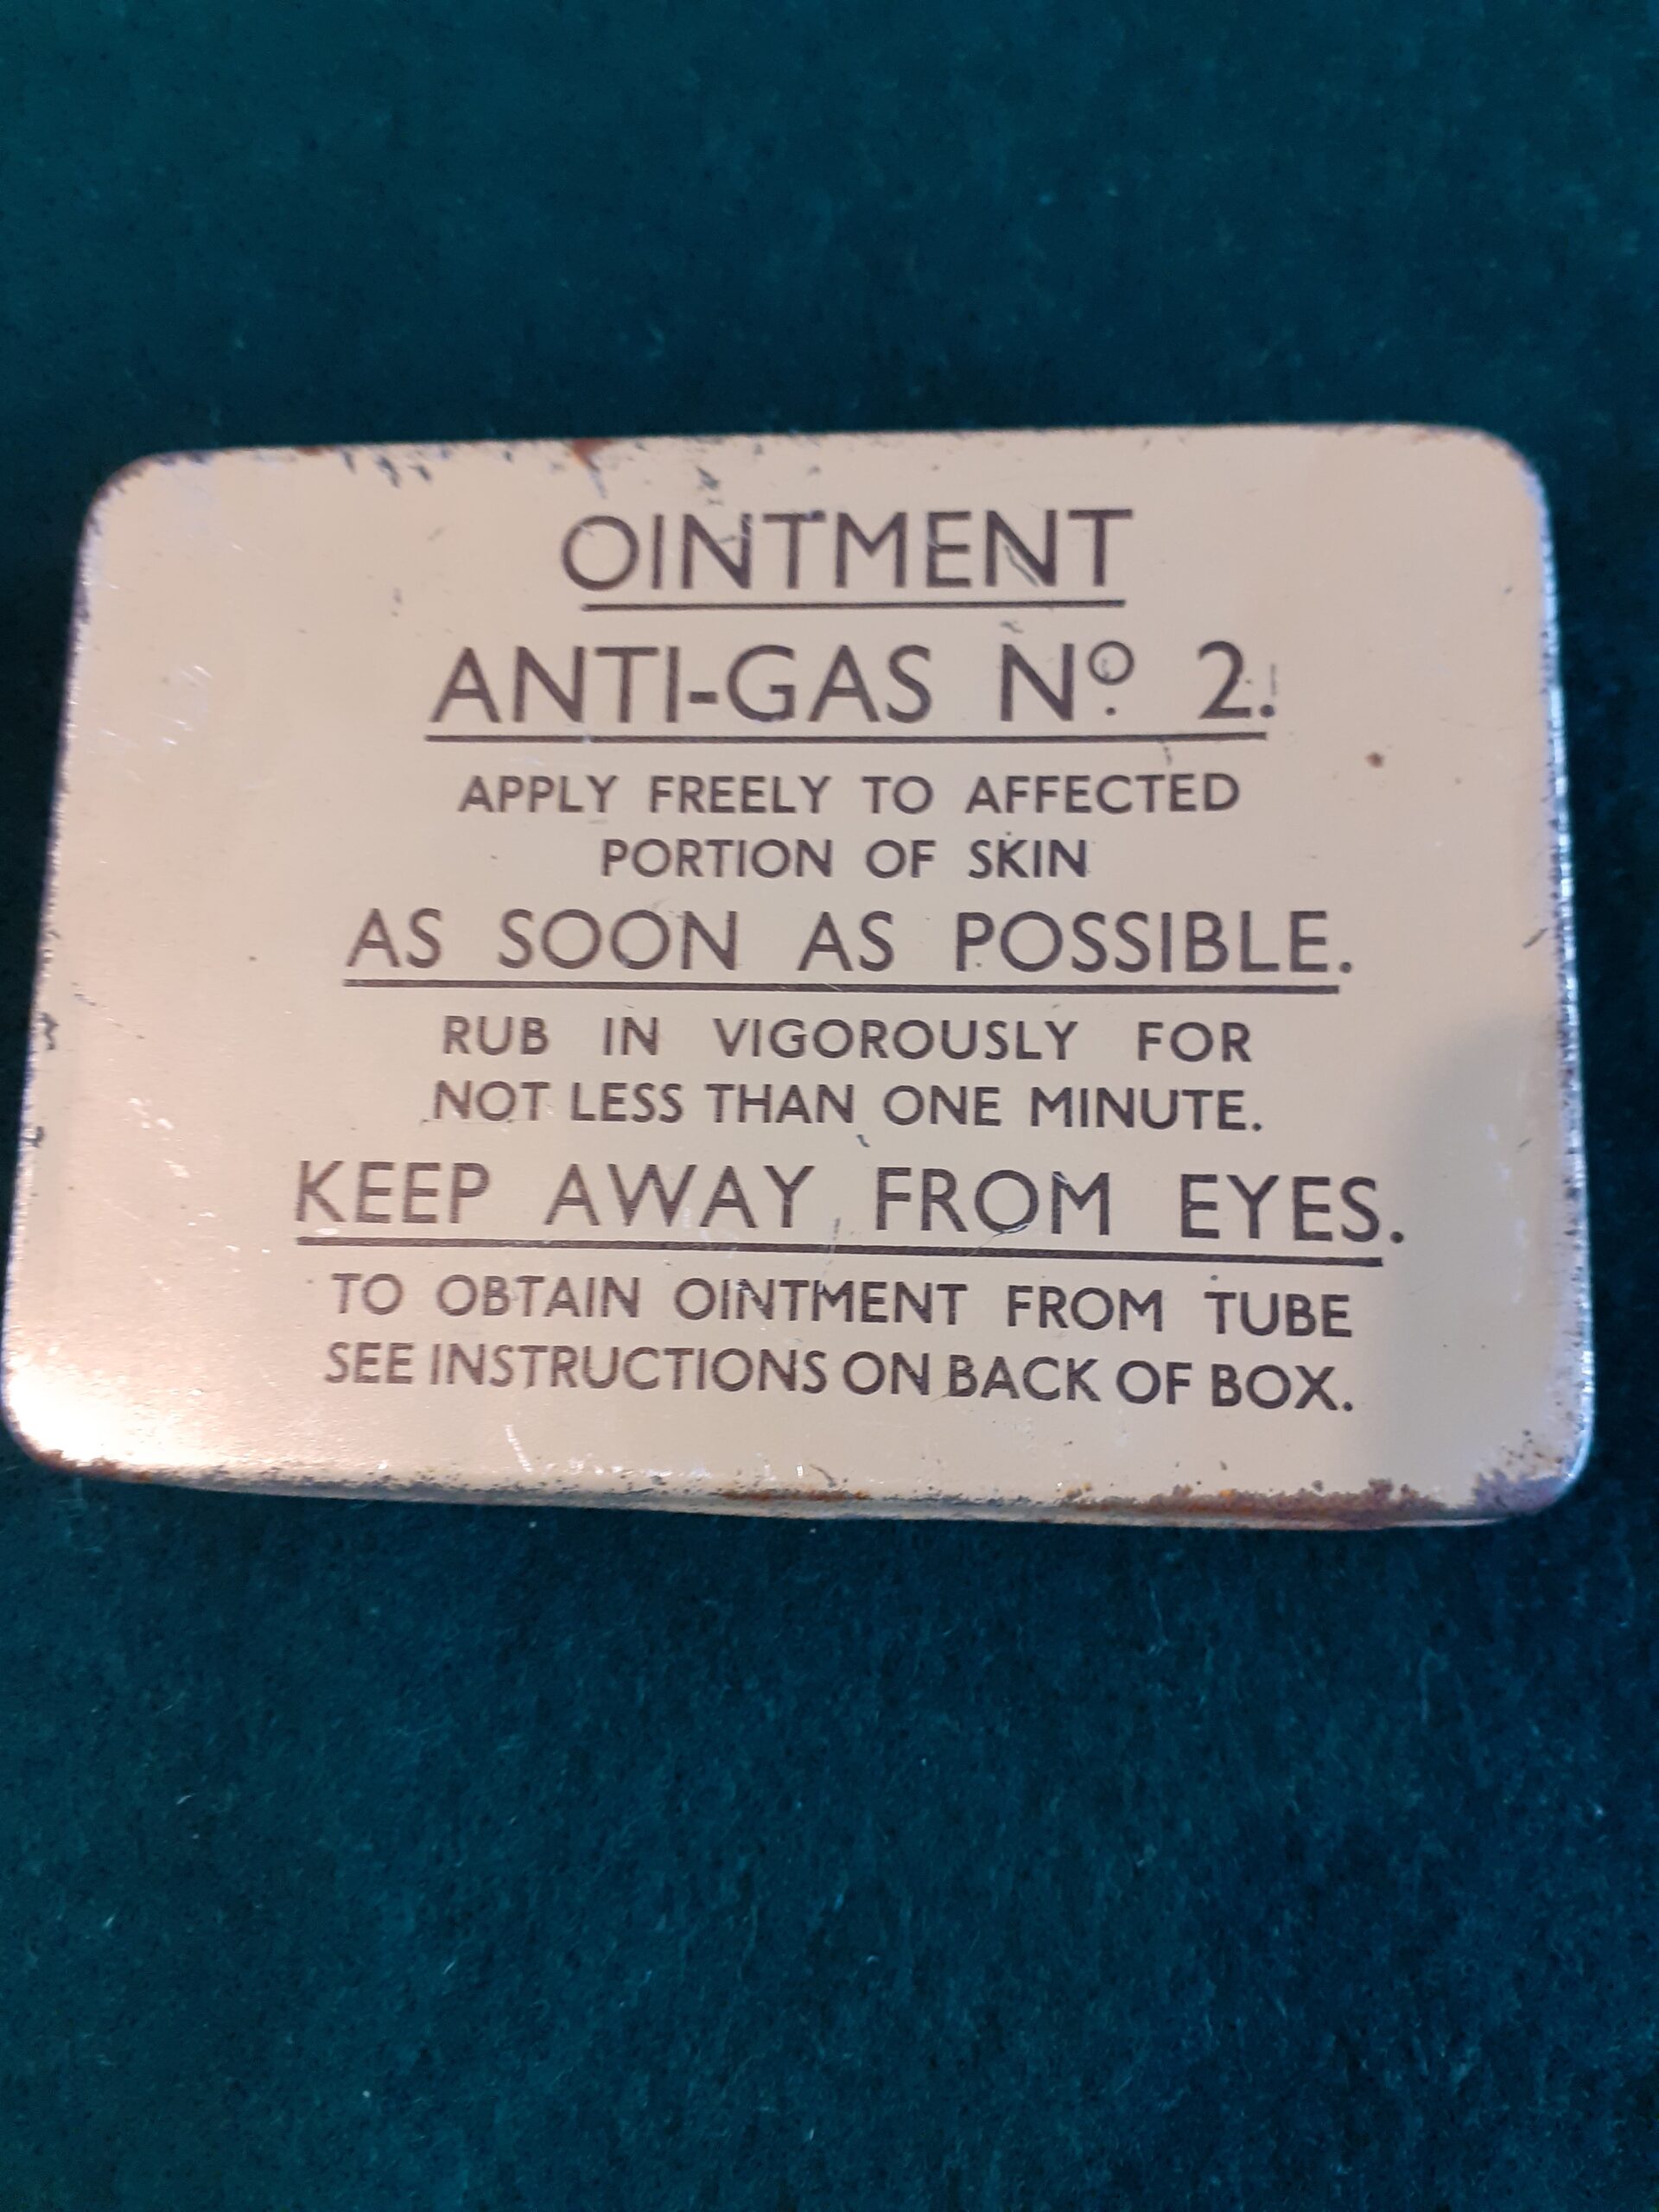 OINTMENT
ANTI-GAS Nº 2.
APPLY FREELY TO AFFECTED
PORTION OF SKIN
AS SOON AS POSSIBLE.
RUB IN VIGOROUSLY FOR
NOT LESS THAN ONE MINUTE.
KEEP AWAY FROM EYES.
TO OBTAIN OINTMENT FROM TUBE
SEE INSTRUCTIONS ON BACK OF BOX.